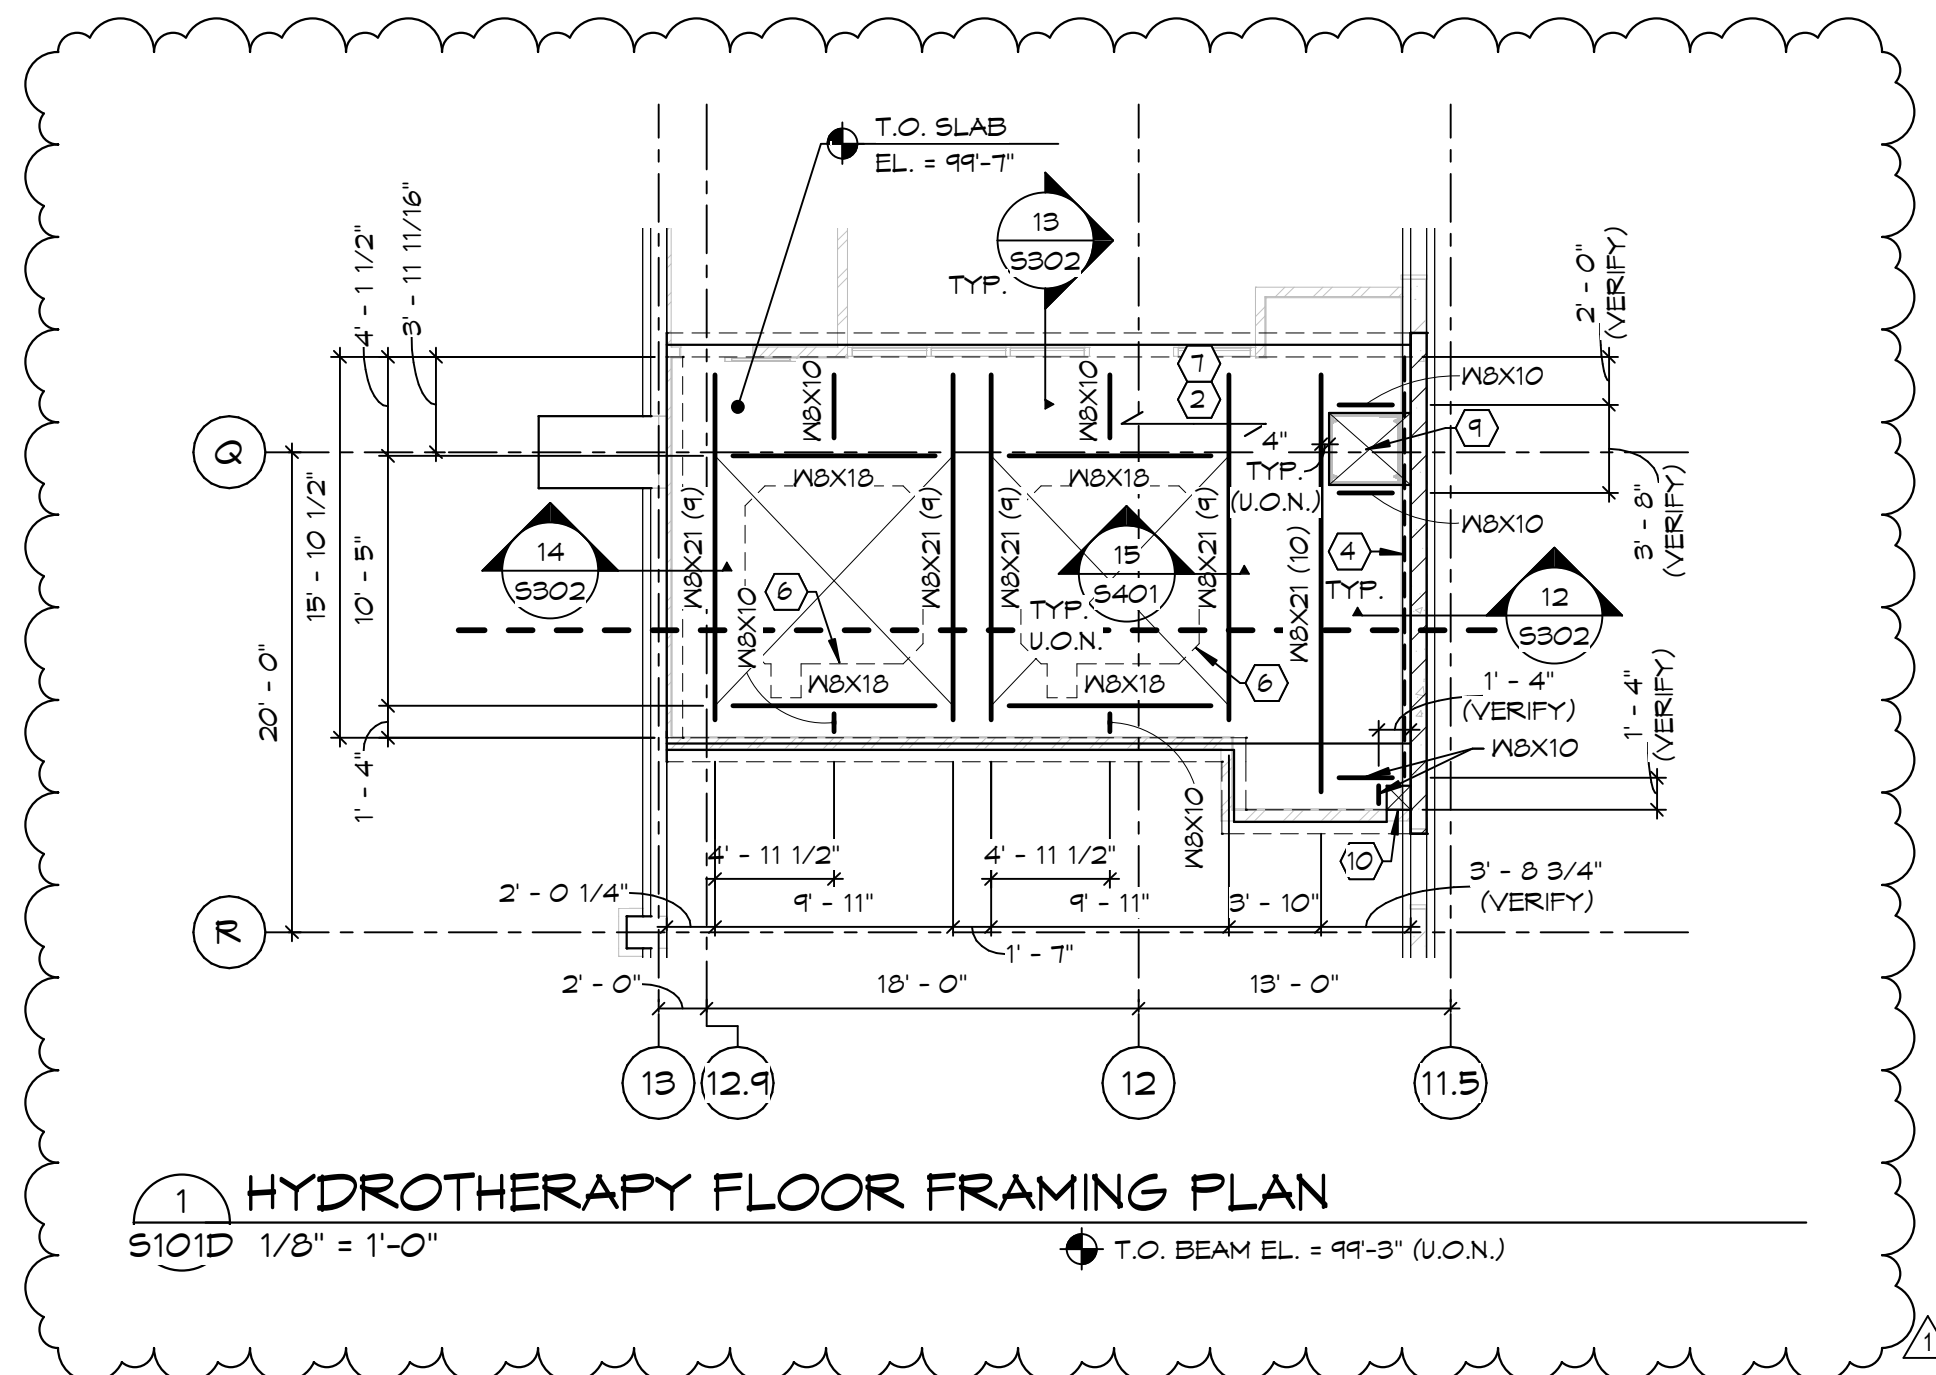 T.O. SLAB
EL. = 99'-7"
13
S302
TYP.
4' - 1 1/2"
3' - 11 11/16"
2' - 0"
(VERIFY)
7
2
W8X10
W8X10
W8X10
9
Q
4"
TYP.
(U.O.N.)
W8X18
W8X18
W8X10
3' - 8"
(VERIFY)
15' - 10 1/2"
10' - 5"
20' - 0"
14
S302
W8X21 (9)
W8X21 (9)
W8X21 (9)
W8X21 (9)
W8X21 (10)
15
S401
4
TYP.
12
S302
6
W8X10
TYP.
U.O.N.
W8X18
W8X18
6
1' - 4"
(VERIFY)
1' - 4"
(VERIFY)
W8X10
1' - 4"
W8X10
10
4' - 11 1/2"
4' - 11 1/2"
3' - 8 3/4"
(VERIFY)
2' - 0 1/4"
9' - 11"
9' - 11"
3' - 10"
R
1' - 7"
2' - 0"
18' - 0"
13' - 0"
13
12.9
12
11.5
1
HYDROTHERAPY FLOOR FRAMING PLAN
S101D
1/8" = 1'-0"
T.O. BEAM EL. = 99'-3" (U.O.N.)
1